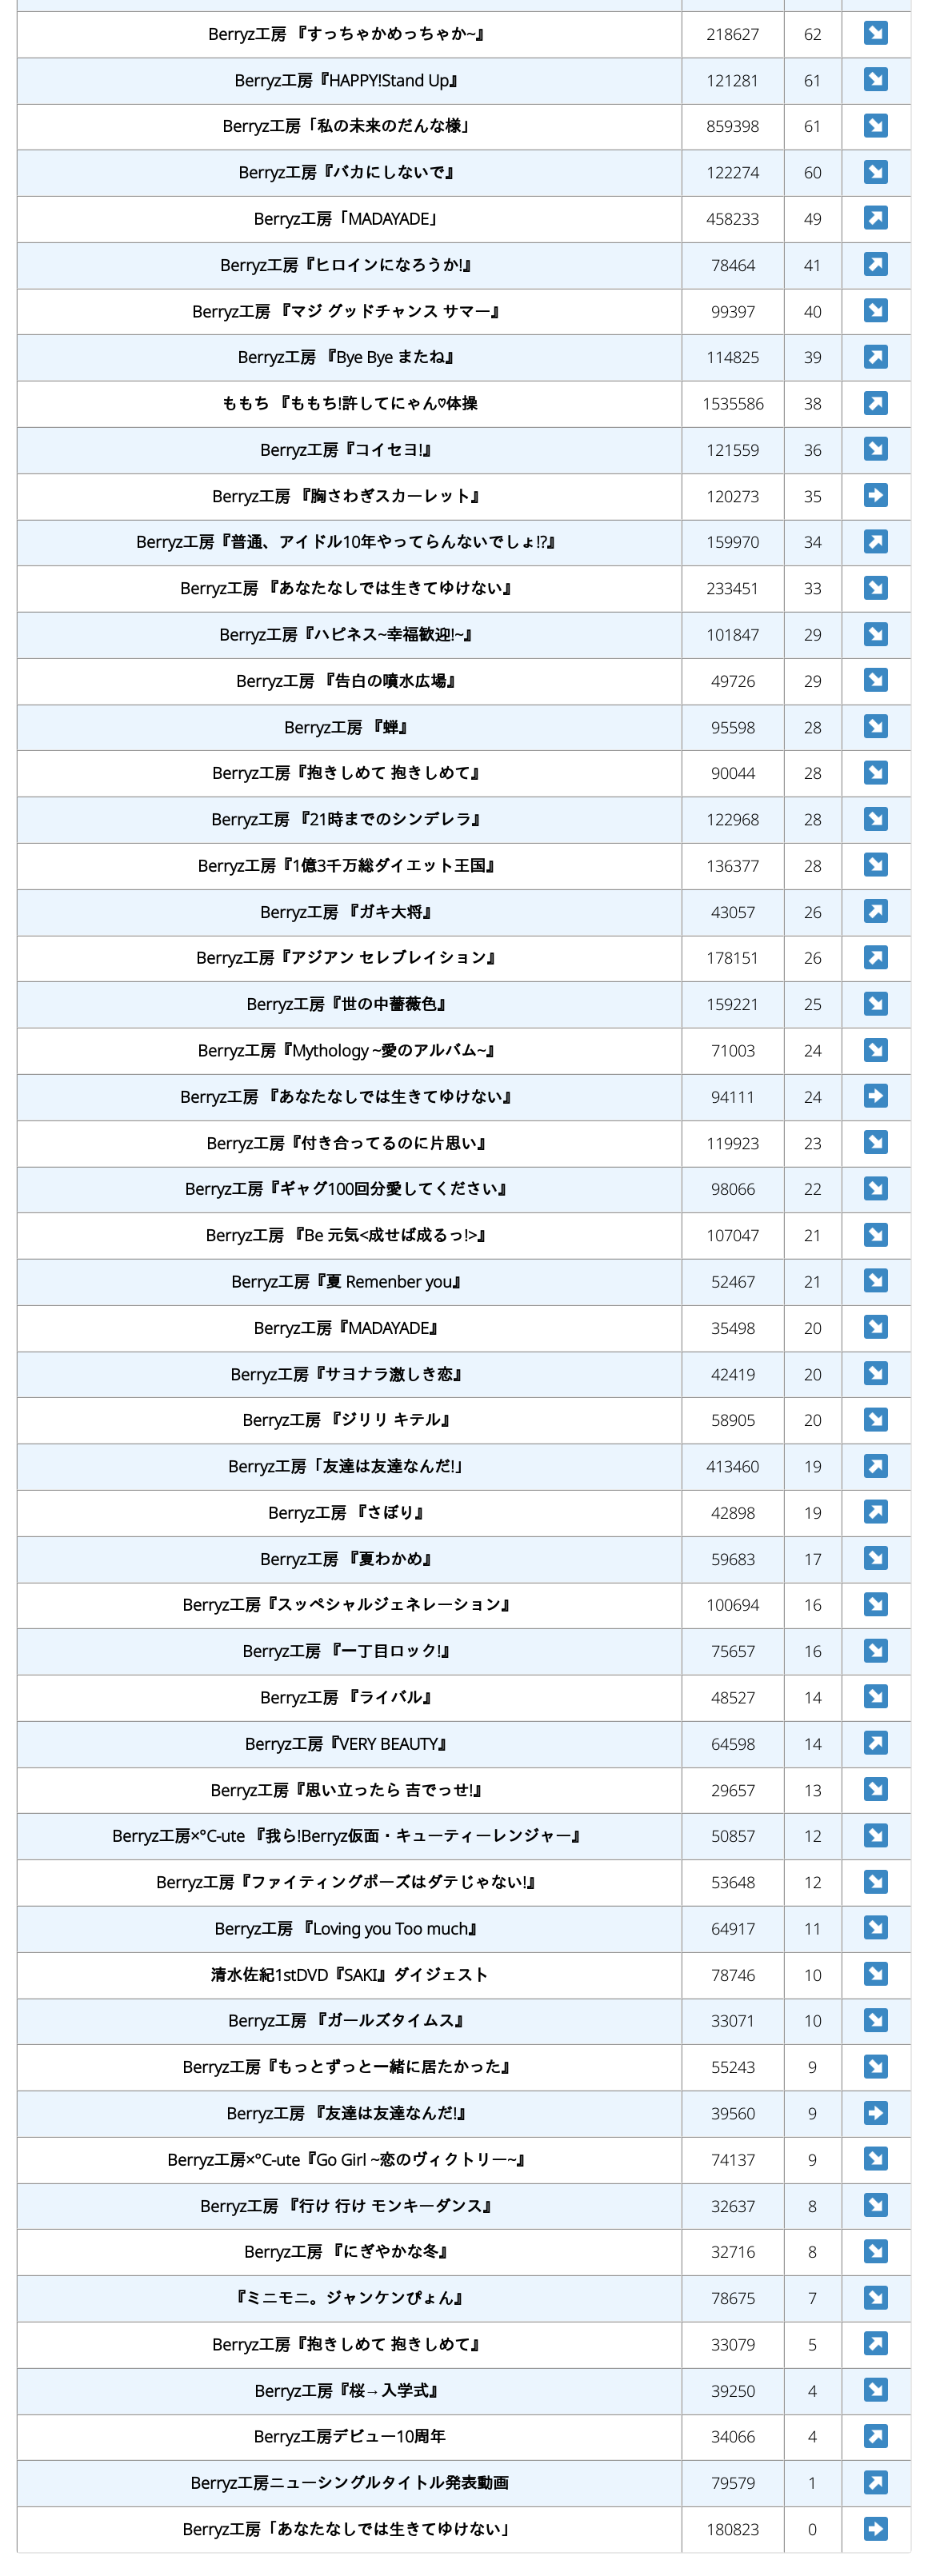 Berryz工房 『すっちゃかめっちゃか~』 218627 62 ↘
Berryz工房『HAPPY!Stand Up』 121281 61 ↘
Berryz工房「私の未来のだんな様」 859398 61 ↘
Berryz工房『バカにしないで』 122274 60 ↘
Berryz工房「MADAYADE」 458233 49 ↗
Berryz工房『ヒロインになろうか!』 78464 41 ↗
Berryz工房 『マジ グッドチャンス サマー』 99397 40 ↘
Berryz工房 『Bye Bye またね』 114825 39 ↗
ももち 『ももち!許してにゃん♡体操 1535586 38 ↗
Berryz工房『コイセヨ!』 121559 36 ↘
Berryz工房 『胸さわぎスカーレット』 120273 35 ➡
Berryz工房『普通、アイドル10年やってらんないでしょ!?』 159970 34 ↗
Berryz工房 『あなたなしでは生きてゆけない』 233451 33 ↘
Berryz工房『ハピネス~幸福歓迎!~』 101847 29 ↘
Berryz工房 『告白の噴水広場』 49726 29 ↘
Berryz工房 『蝉』 95598 28 ↘
Berryz工房『抱きしめて 抱きしめて』 90044 28 ↘
Berryz工房 『21時までのシンデレラ』 122968 28 ↘
Berryz工房『1億3千万総ダイエット王国』 136377 28 ↘
Berryz工房 『ガキ大将』 43057 26 ↗
Berryz工房『アジアン セレブレイション』 178151 26 ↗
Berryz工房『世の中薔薇色』 159221 25 ↘
Berryz工房『Mythology ~愛のアルバム~』 71003 24 ↘
Berryz工房 『あなたなしでは生きてゆけない』 94111 24 ➡
Berryz工房『付き合ってるのに片思い』 119923 23 ↘
Berryz工房『ギャグ100回分愛してください』 98066 22 ↘
Berryz工房 『Be 元気<成せば成るっ!>』 107047 21 ↘
Berryz工房『夏 Remenber you』 52467 21 ↘
Berryz工房『MADAYADE』 35498 20 ↘
Berryz工房『サヨナラ激しき恋』 42419 20 ↘
Berryz工房 『ジリリ キテル』 58905 20 ↘
Berryz工房「友達は友達なんだ!」 413460 19 ↗
Berryz工房 『さぼり』 42898 19 ↗
Berryz工房 『夏わかめ』 59683 17 ↘
Berryz工房『スッペシャルジェネレーション』 100694 16 ↘
Berryz工房 『一丁目ロック!』 75657 16 ↘
Berryz工房 『ライバル』 48527 14 ↘
Berryz工房『VERY BEAUTY』 64598 14 ↗
Berryz工房『思い立ったら 吉でっせ!』 29657 13 ↘
Berryz工房×°C-ute 『我ら!Berryz仮面・キューティーレンジャー』 50857 12 ↘
Berryz工房『ファイティングポーズはダテじゃない!』 53648 12 ↘
Berryz工房 『Loving you Too much』 64917 11 ↘
清水佐紀1stDVD『SAKI』ダイジェスト 78746 10 ↘
Berryz工房 『ガールズタイムス』 33071 10 ↘
Berryz工房『もっとずっと一緒に居たかった』 55243 9 ↘
Berryz工房 『友達は友達なんだ!』 39560 9 ➡
Berryz工房×°C-ute『Go Girl ~恋のヴィクトリー~』 74137 9 ↘
Berryz工房 『行け 行け モンキーダンス』 32637 8 ↘
Berryz工房 『にぎやかな冬』 32716 8 ↘
『ミニモニ。ジャンケンぴょん』 78675 7 ↘
Berryz工房『抱きしめて 抱きしめて』 33079 5 ↗
Berryz工房『桜→入学式』 39250 4 ↘
Berryz工房デビュー10周年 34066 4 ↗
Berryz工房ニューシングルタイトル発表動画 79579 1 ↗
Berryz工房「あなたなしでは生きてゆけない」 180823 0 ➡